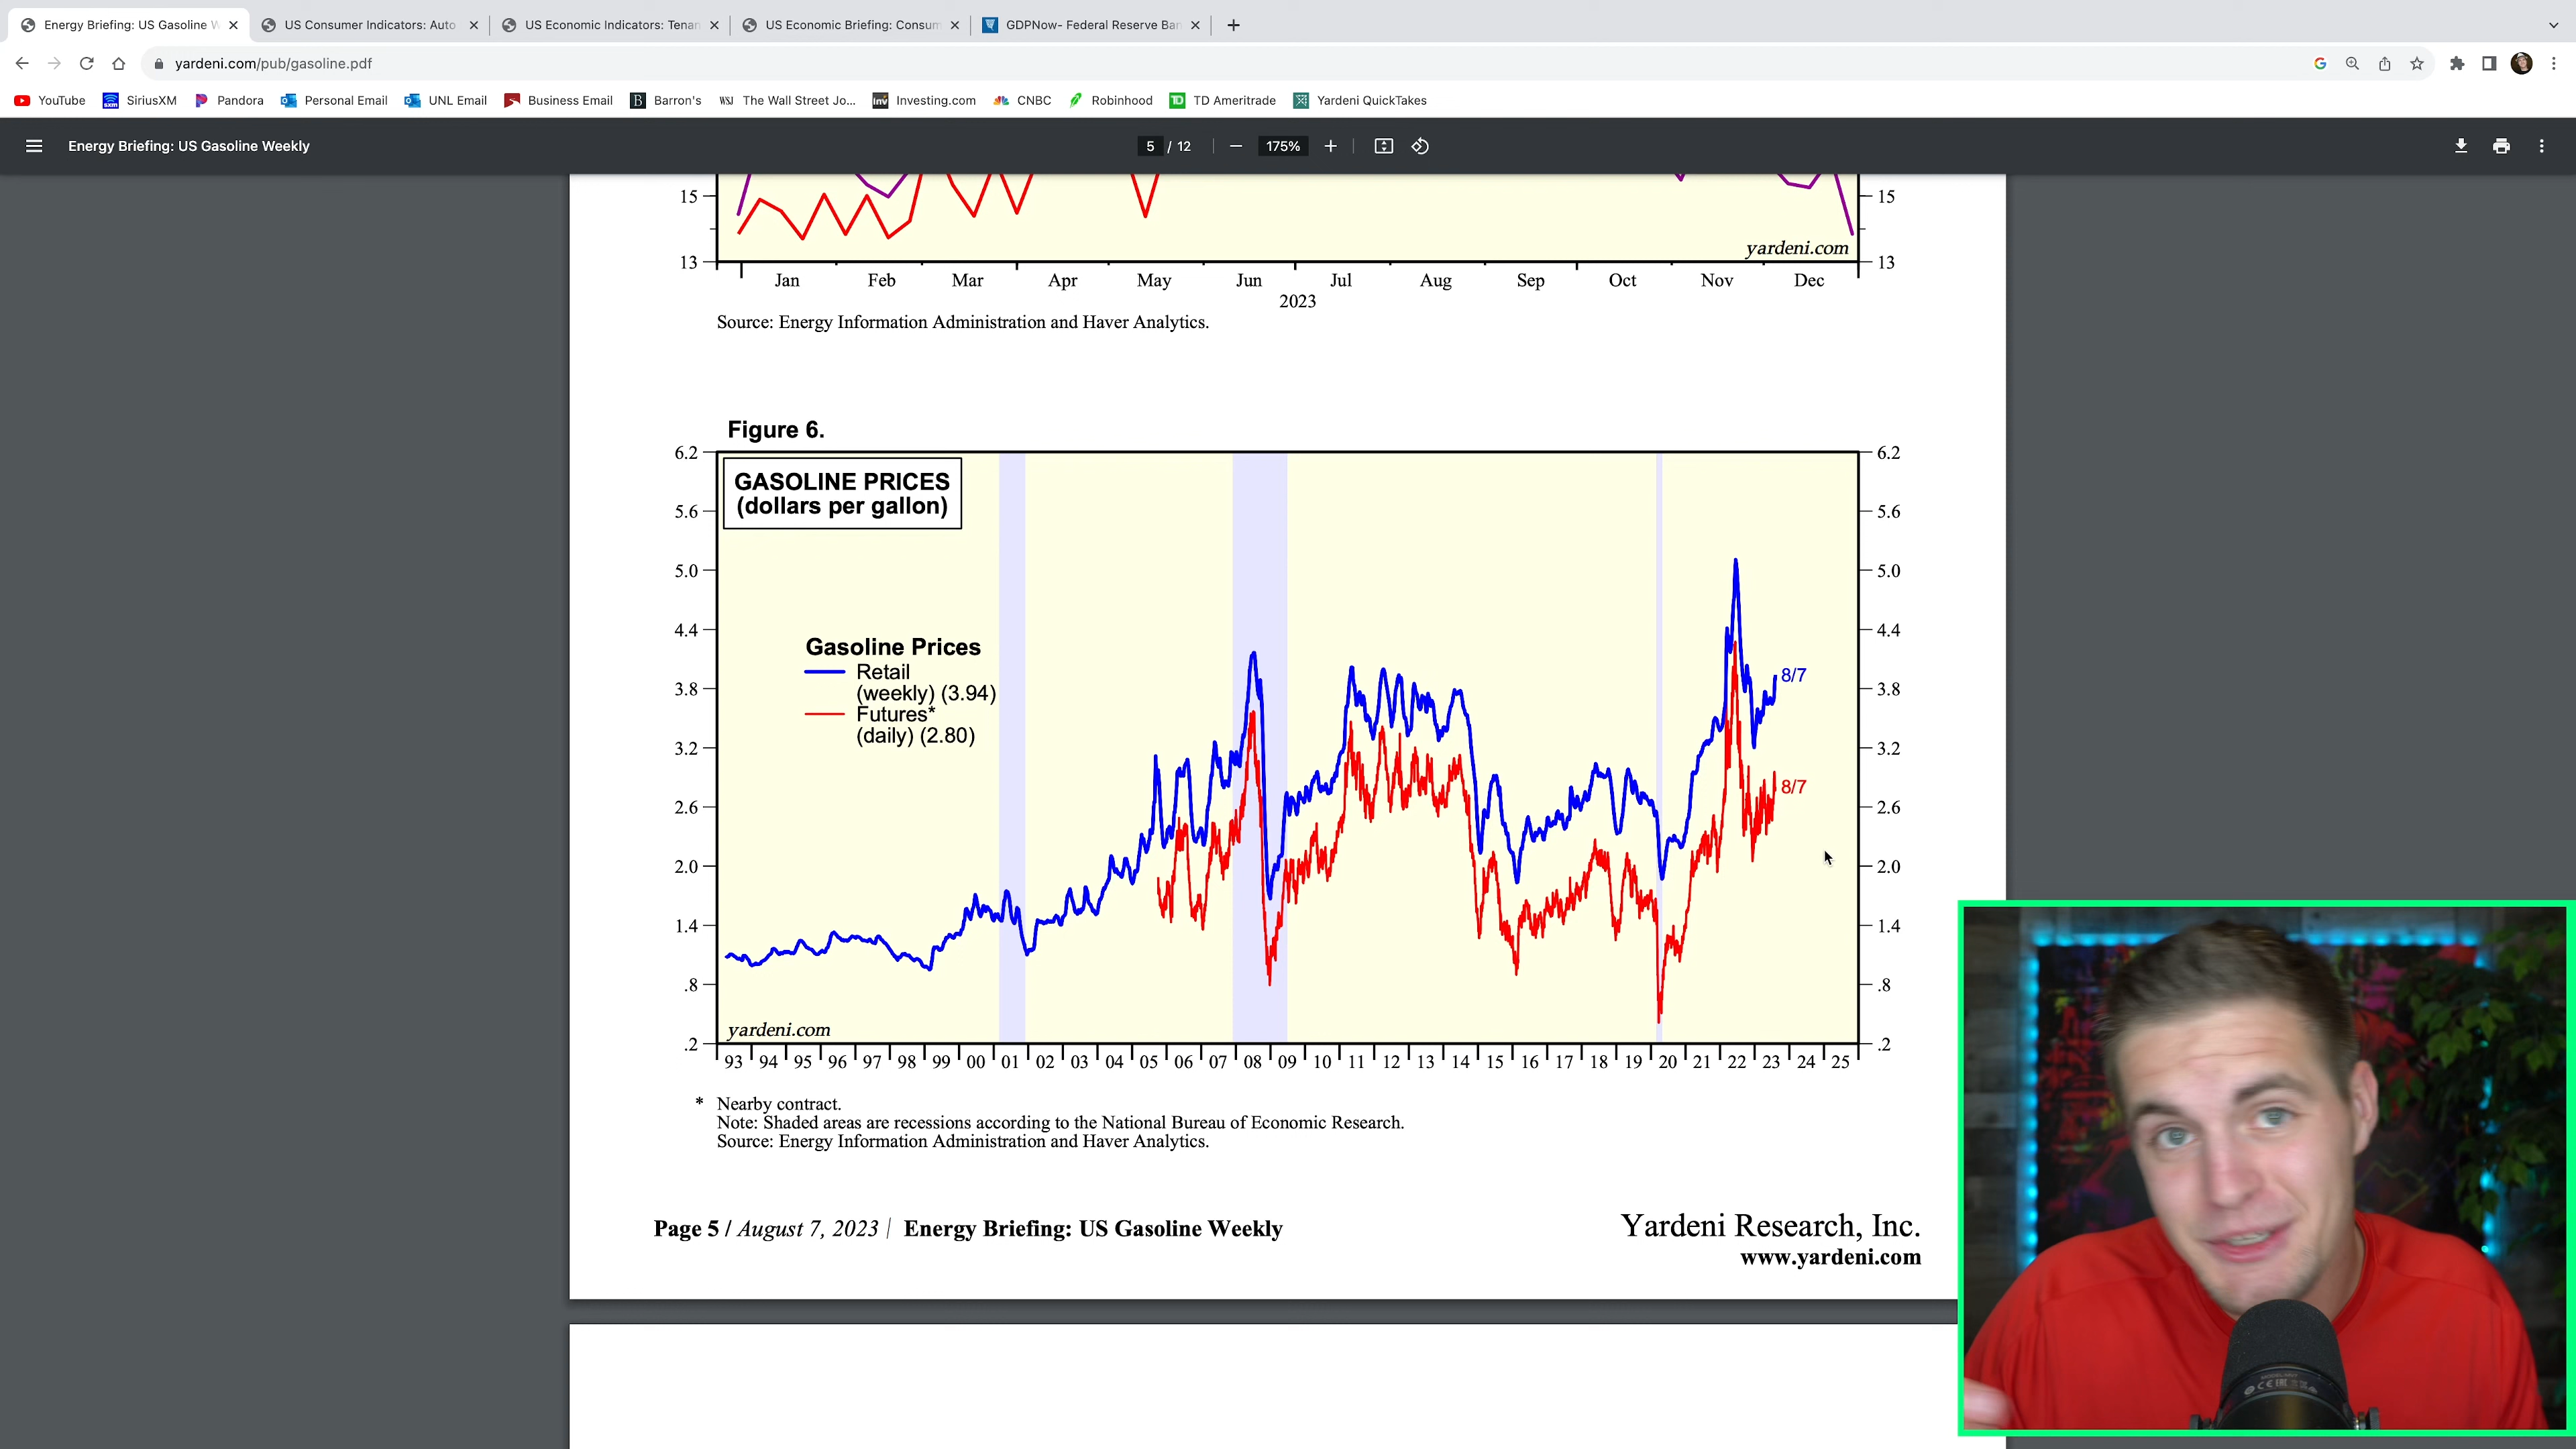 Energy Briefing: US Gasoline W
US Consumer Indicators: Auto
US Economic Indicators: Tenan
US Economic Briefing: Consum
GDPNow- Federal Reserve Ban
yardeni.com/pub/gasoline.pdf
YouTube
SiriusXM
Pandora
Personal Email
UNL Email
Business Email
B Barron's
WSJ The Wall Street Jo...
Inv Investing.com
CNBC
Robinhood
TD TD Ameritrade
Yardeni QuickTakes
Energy Briefing: US Gasoline Weekly
5 / 12
175%
15 15
yardeni.com
13 13
Jan Feb Mar Apr May Jun Jul Aug Sep Oct Nov Dec
2023
Source: Energy Information Administration and Haver Analytics.
Figure 6.
6.2 6.2
GASOLINE PRICES
(dollars per gallon)
5.6 5.6
5.0 5.0
4.4 4.4
Gasoline Prices
Retail
(weekly) (3.94)
Futures*
(daily) (2.80)
8/7
3.8 3.8
3.2 3.2
8/7
2.6 2.6
2.0 2.0
1.4 1.4
.8 .8
yardeni.com
.2 .2
93 94 95 96 97 98 99 00 01 02 03 04 05 06 07 08 09 10 11 12 13 14 15 16 17 18 19 20 21 22 23 24 25
* Nearby contract.
Note: Shaded areas are recessions according to the National Bureau of Economic Research.
Source: Energy Information Administration and Haver Analytics.
Page 5 / August 7, 2023 | Energy Briefing: US Gasoline Weekly
Yardeni Research, Inc.
www.yardeni.com